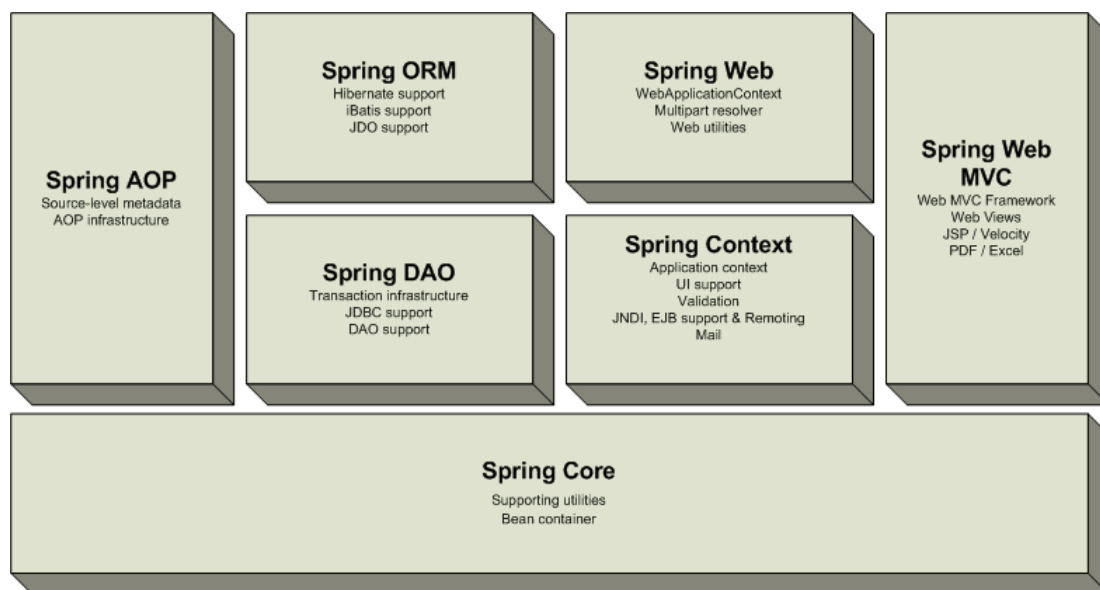 Spring AOP
Source-level metadata
AOP infrastructure
Spring ORM
Hibernate support
iBatis support
JDO support
Spring Web
WebApplicationContext
Multipart resolver
Web utilities
Spring DAO
Transaction infrastructure
JDBC support
DAO support
Spring Context
Application context
UI support
Validation
JNDI, EJB support & Remoting
Mail
Spring Web
MVC
Web MVC Framework
Web Views
JSP / Velocity
PDF / Excel
Spring Core
Supporting utilities
Bean container